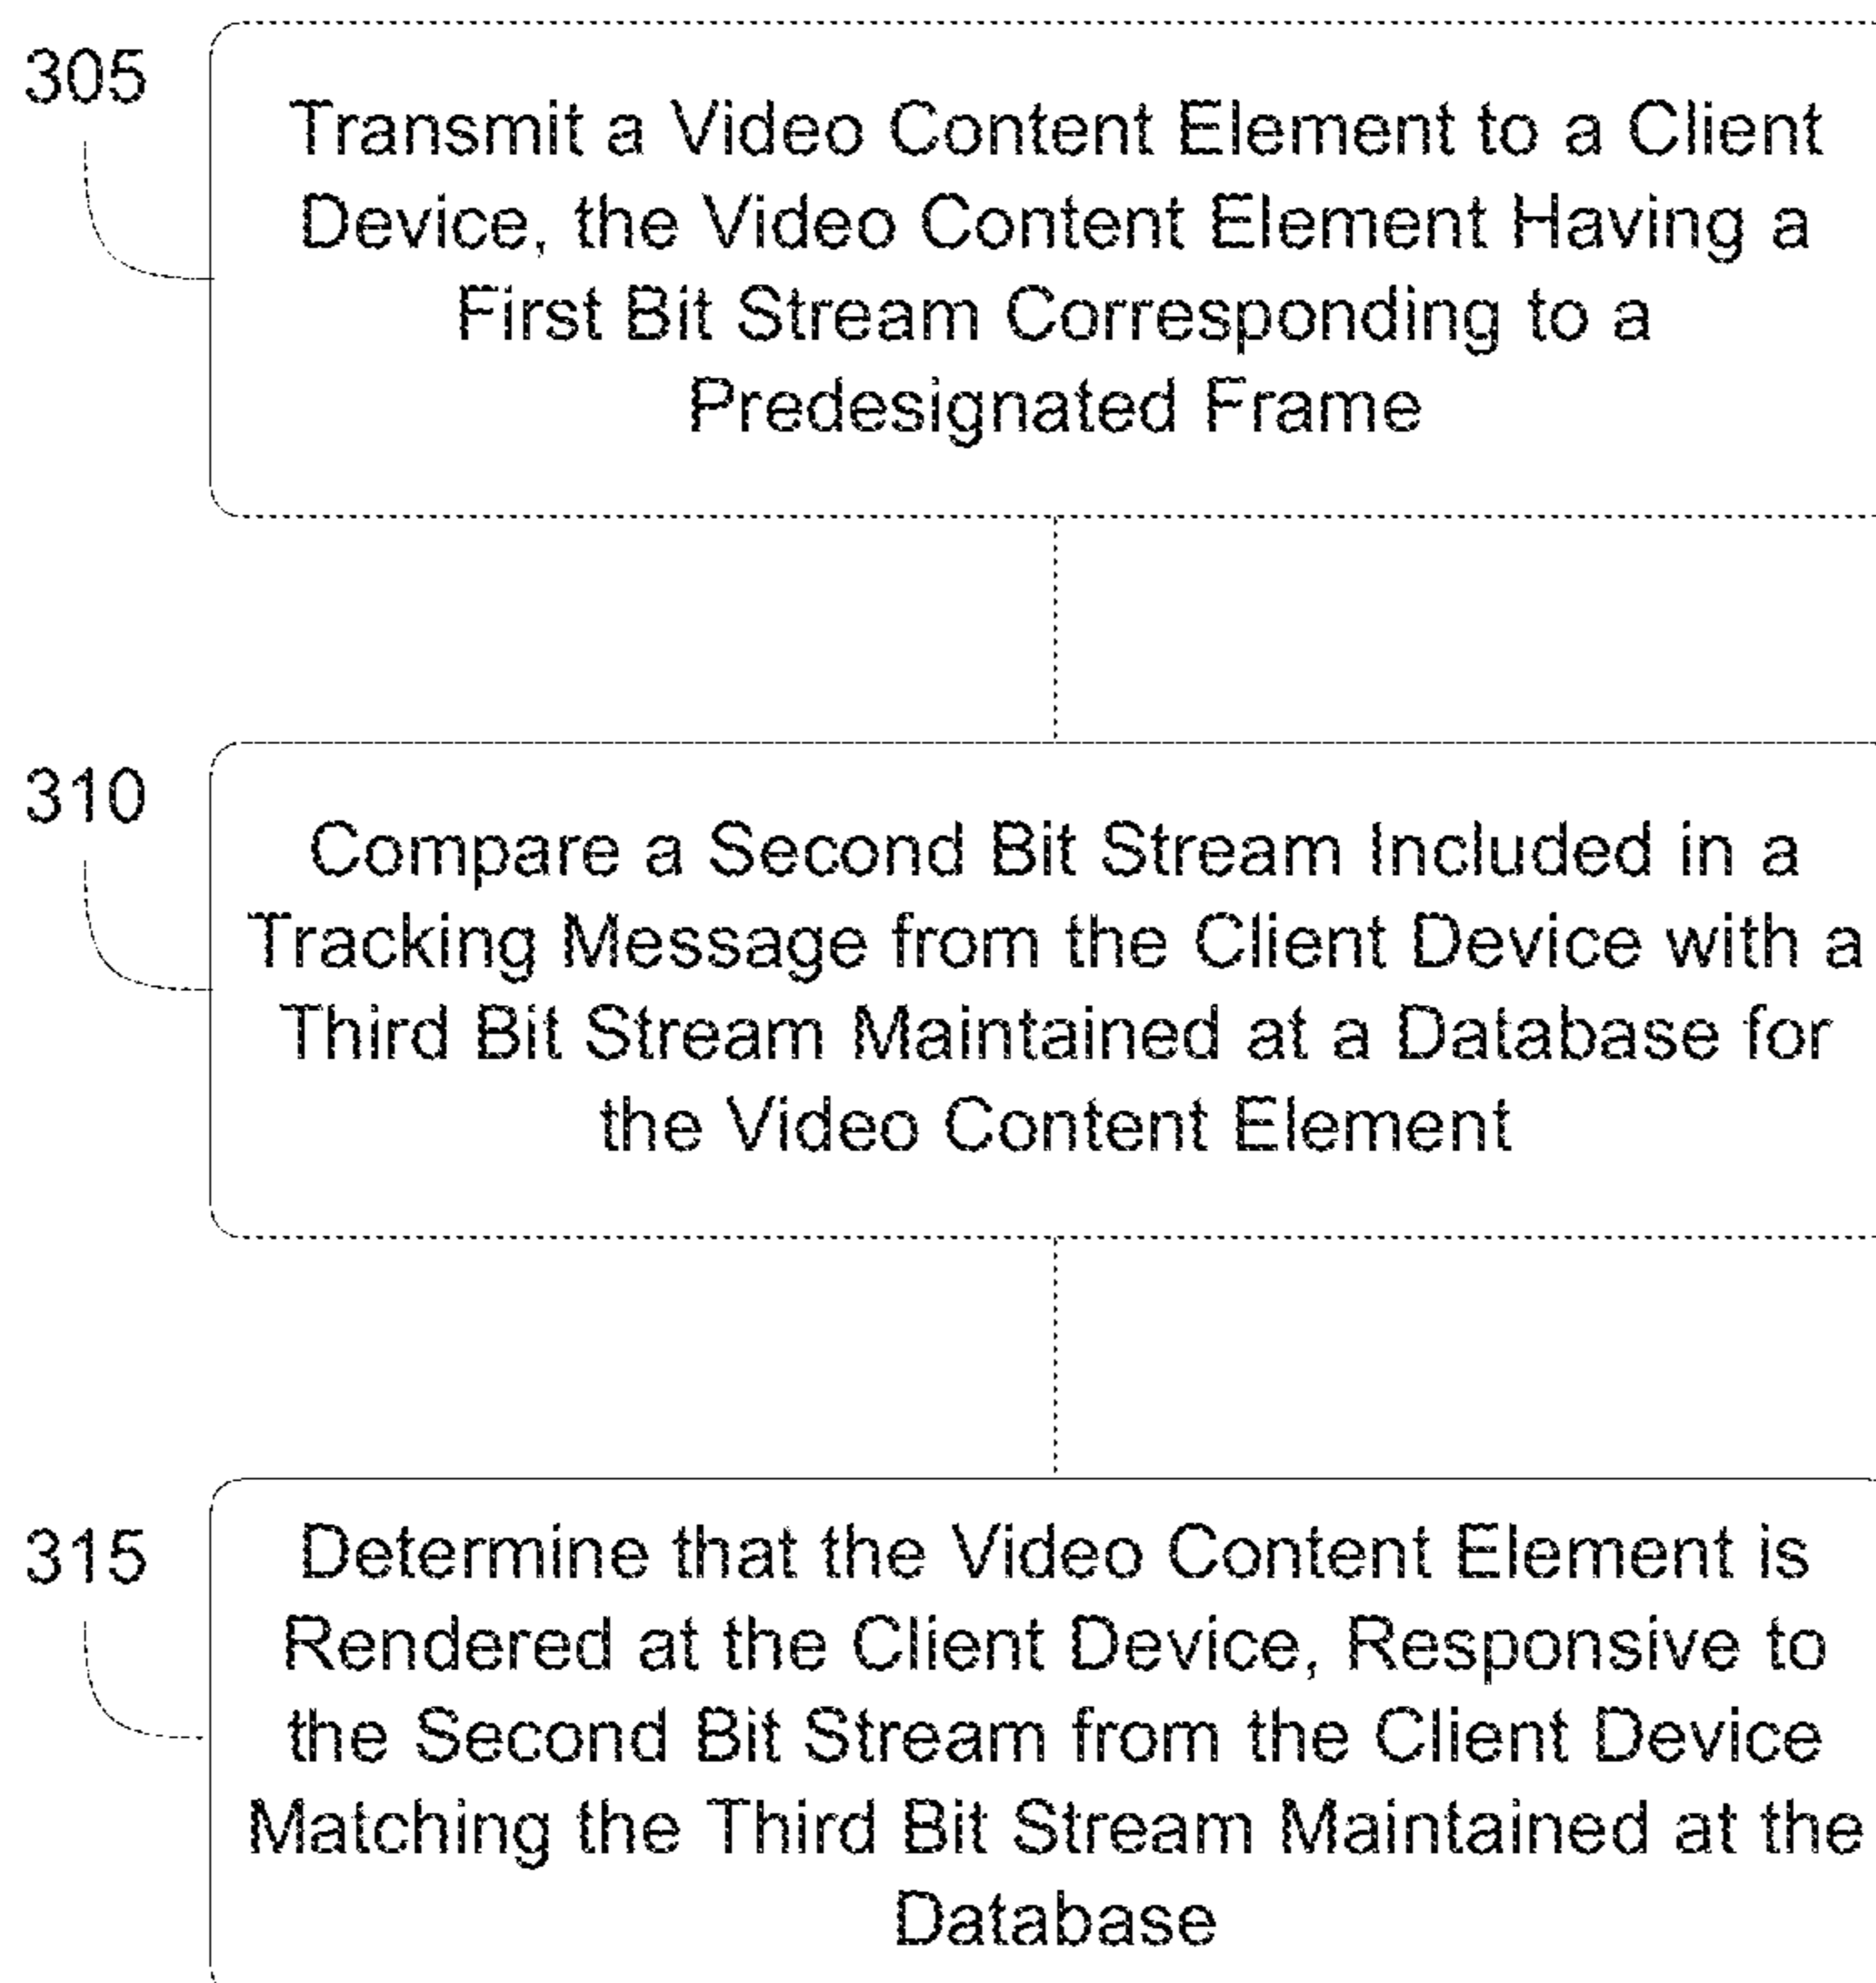 305
Transmit a Video Content Element to a Client
Device, the Video Content Element Having a
First Bit Stream Corresponding to a
Predesignated Frame
310
Compare a Second Bit Stream Included in a
Tracking Message from the Client Device with a
Third Bit Stream Maintained at a Database for
the Video Content Element
315
Determine that the Video Content Element is
Rendered at the Client Device, Responsive to
the Second Bit Stream from the Client Device
Matching the Third Bit Stream Maintained at the
Database